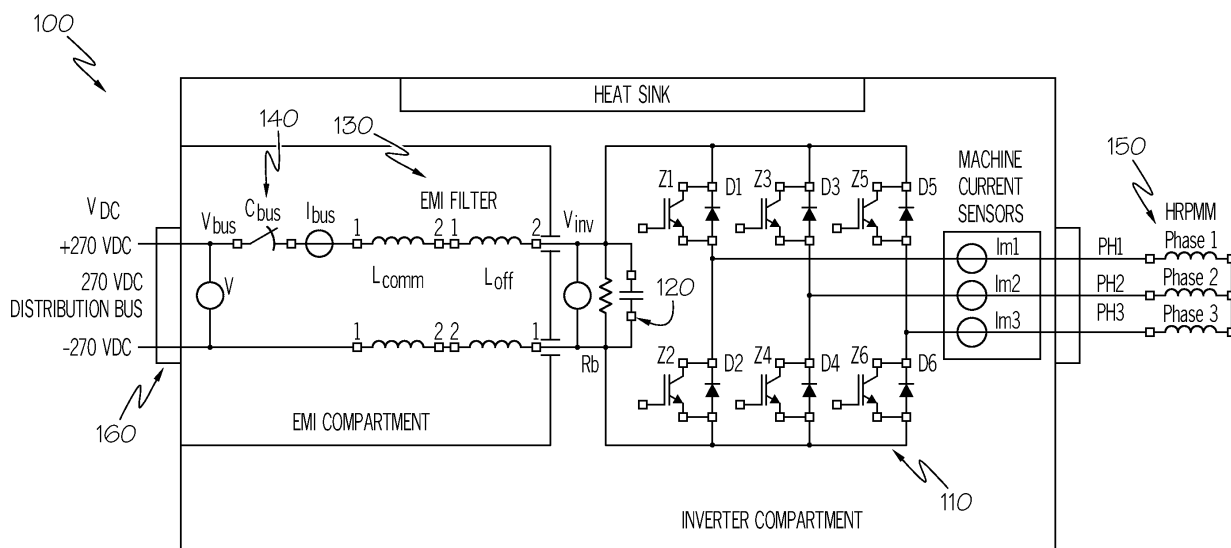 100
HEAT SINK
140
130
150
EMI FILTER
MACHINE
CURRENT
SENSORS
HRPMM
V DC
+270 VDC
270 VDC
DISTRIBUTION BUS
-270 VDC
Vbus
Cbus
Ibus
V
1
2 1
2
Lcomm
Loff
1
2 2
1
Vinv
Rb
120
Z1
D1
Z3
D3
Z5
D5
Z2
D2
Z4
D4
Z6
D6
Im1
Im2
Im3
PH1
PH2
PH3
Phase 1
Phase 2
Phase 3
160
EMI COMPARTMENT
110
INVERTER COMPARTMENT